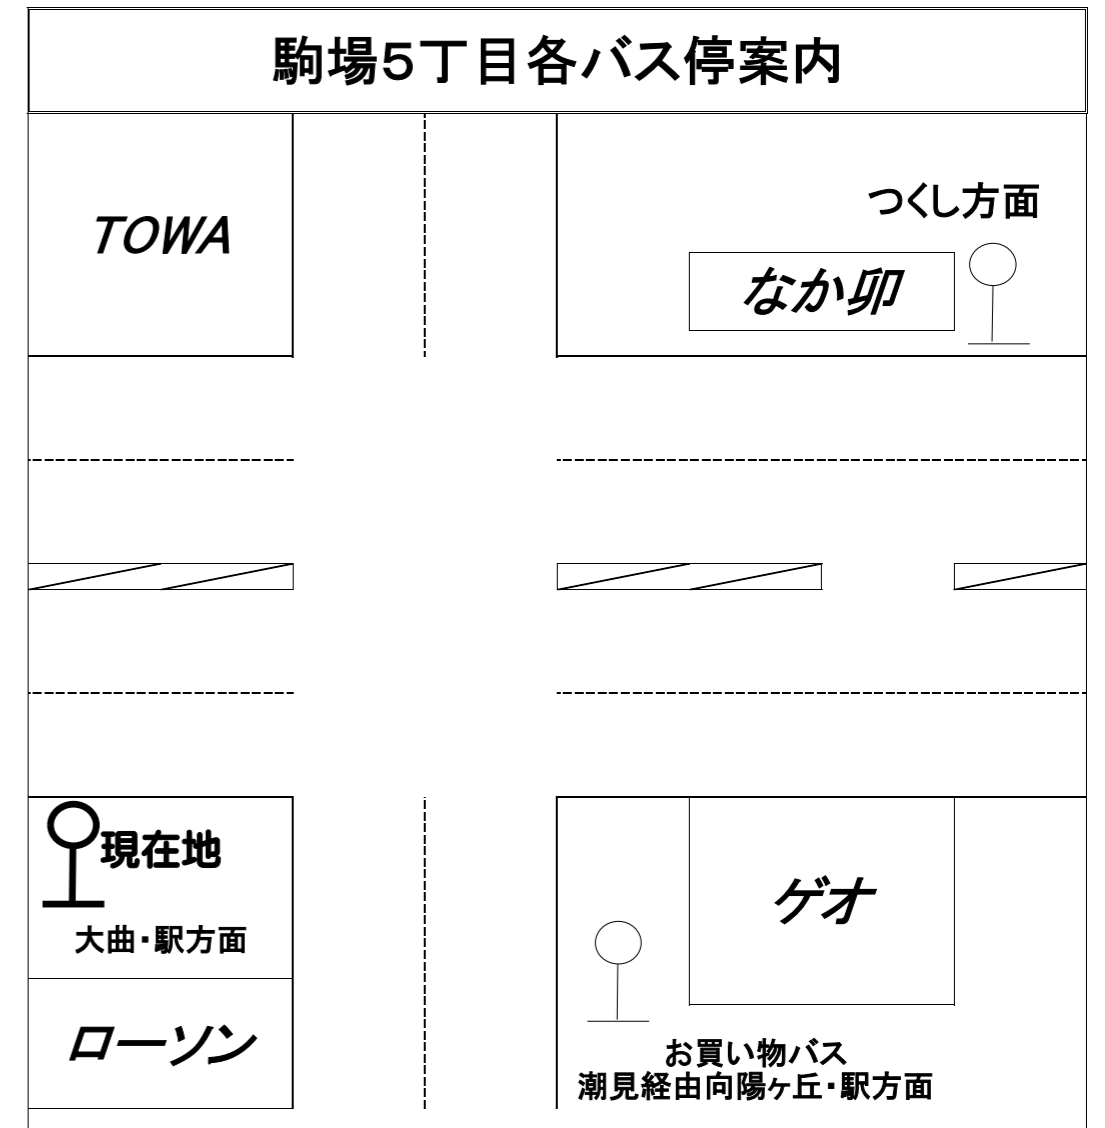 駒場5丁目各バス停案内
TOWA
つくし方面
なか卯
現在地
大曲・駅方面
ローソン
ゲオ
お買い物バス
潮見経由向陽ヶ丘・駅方面